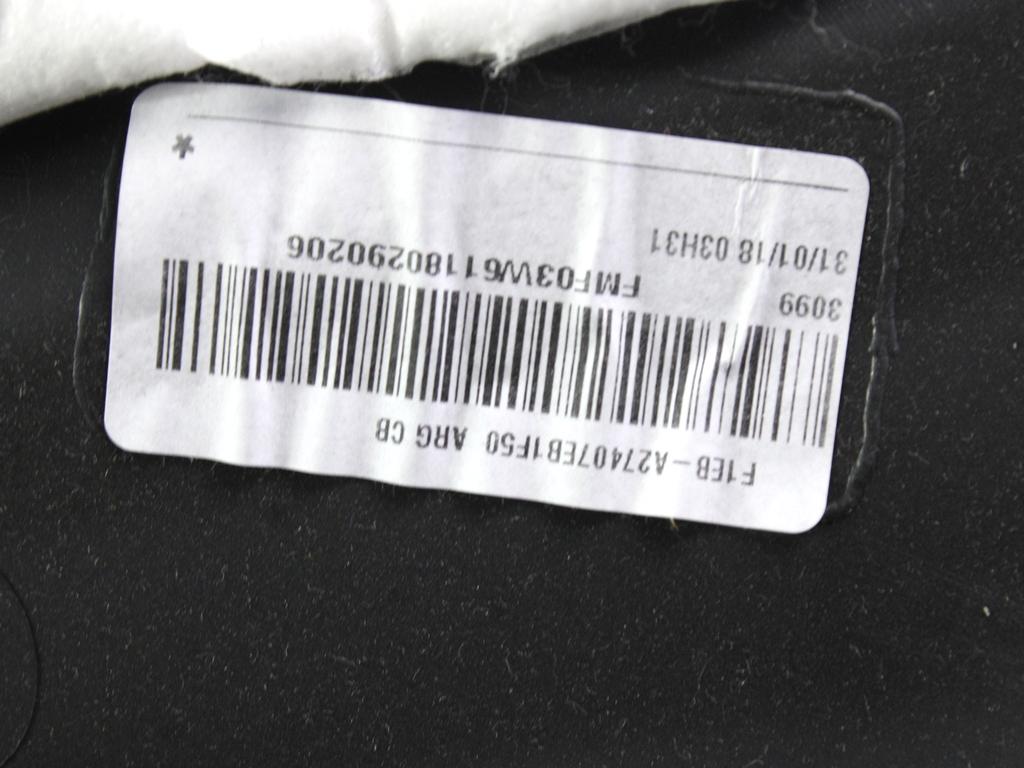 F1EB-A27407EB1F50 ARG CB
3099
FMF03W61180290206
31/01/18 03H31
*